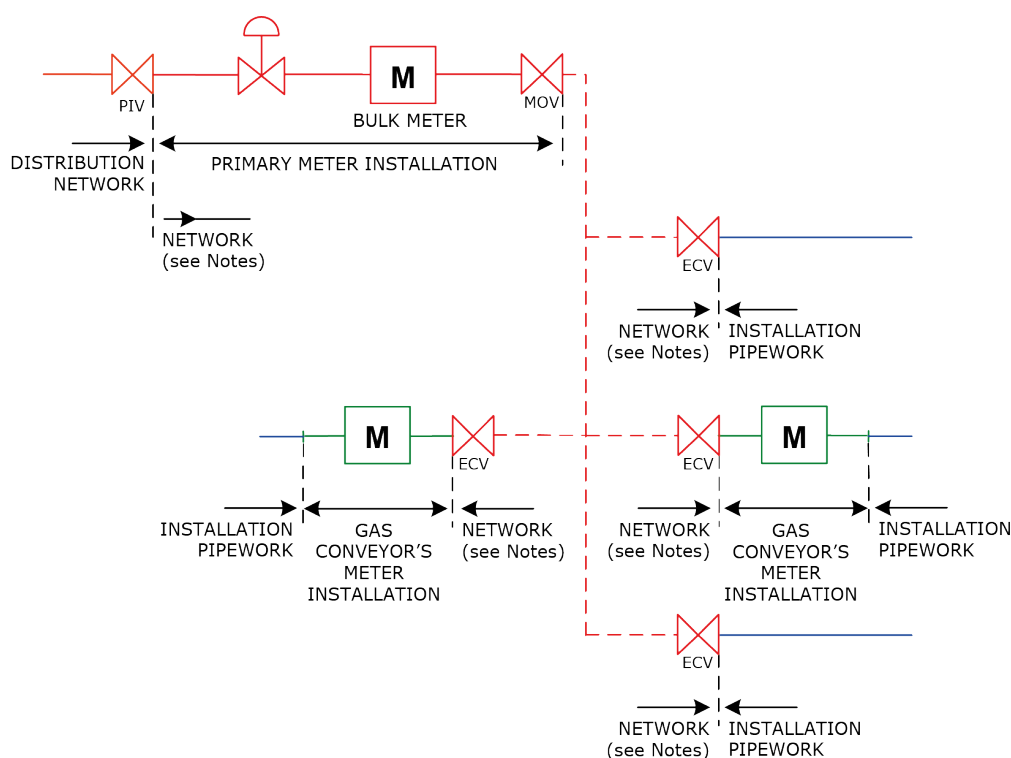 M
PIV
MOV
BULK METER
DISTRIBUTION
NETWORK
PRIMARY METER INSTALLATION
NETWORK
(see Notes)
ECV
NETWORK
(see Notes)
INSTALLATION
PIPEWORK
M
ECV
ECV
M
INSTALLATION
PIPEWORK
GAS
CONVEYOR'S
METER
INSTALLATION
NETWORK
(see Notes)
NETWORK
(see Notes)
GAS
CONVEYOR'S
METER
INSTALLATION
INSTALLATION
PIPEWORK
ECV
NETWORK
(see Notes)
INSTALLATION
PIPEWORK